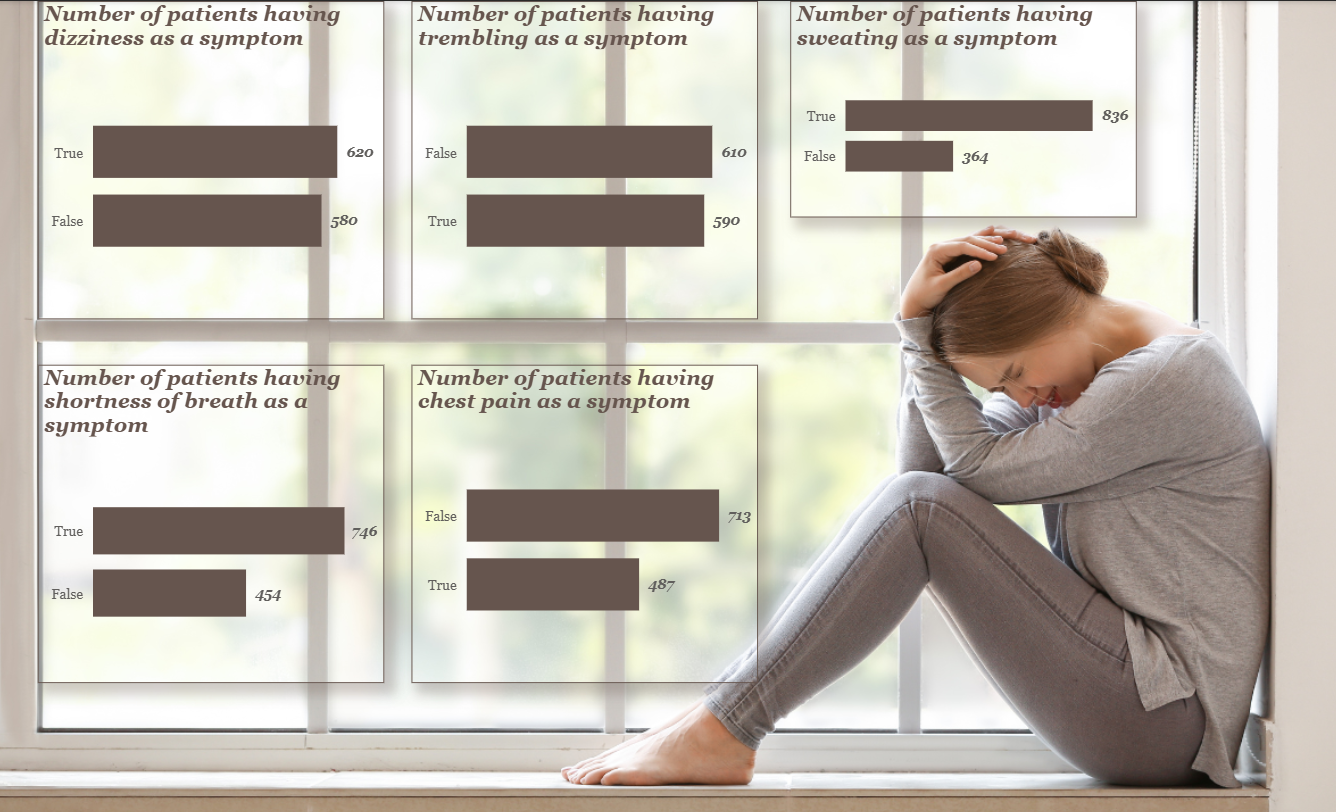 Number of patients having
dizziness as a symptom
True 620
False 580
Number of patients having
trembling as a symptom
False 610
True 590
Number of patients having
sweating as a symptom
True 836
False 364
Number of patients having
shortness of breath as a
symptom
True 746
False 454
Number of patients having
chest pain as a symptom
False 713
True 487